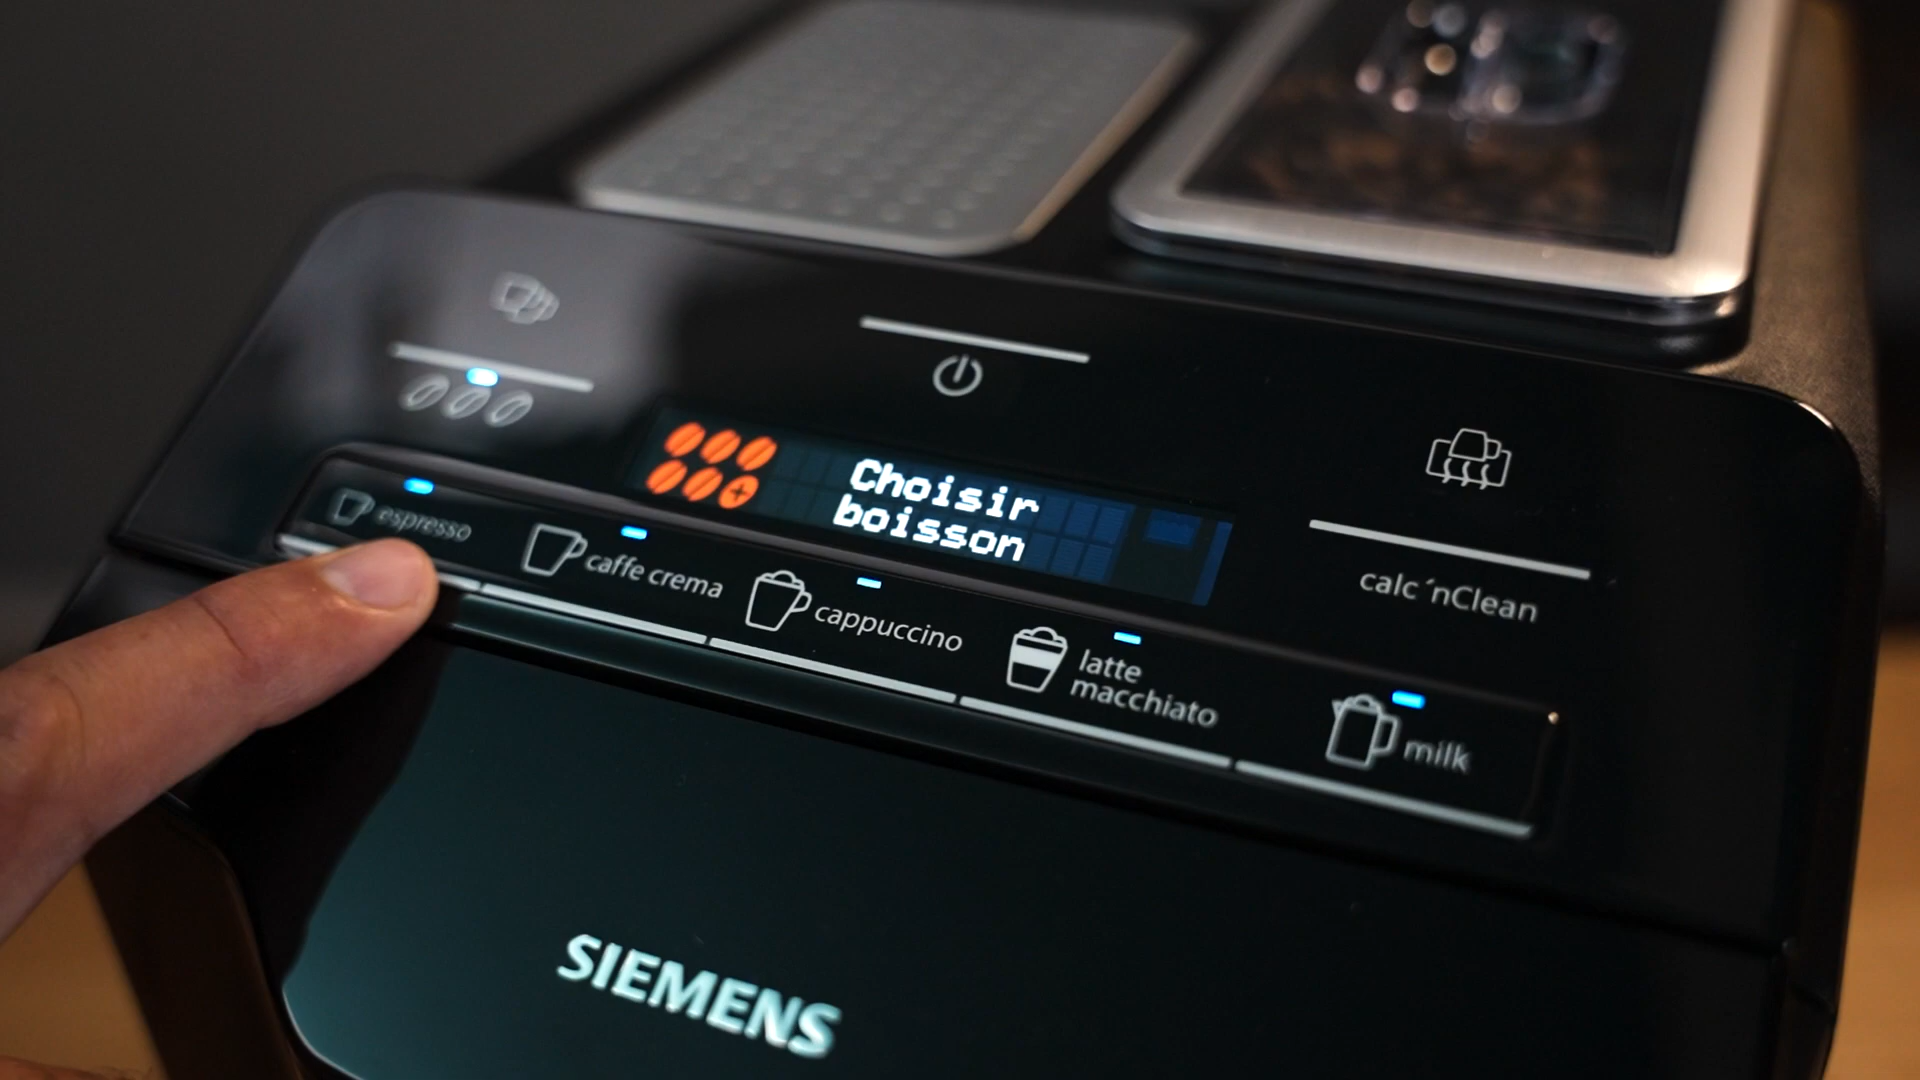 Choisir
boisson
espresso
caffe crema
cappuccino
latte
macchiato
milk
calc´nClean
SIEMENS